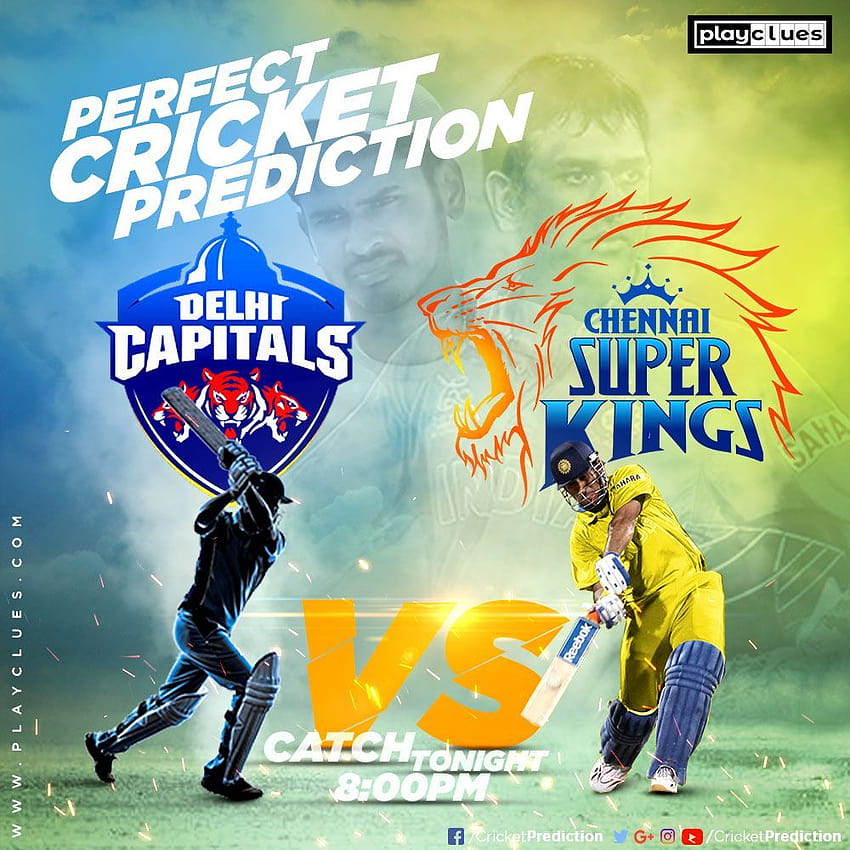 playclues
PERFECT
CRICKET
PREDICTION
DELHI
CAPITALS
CHENNAI
SUPER
KINGS
SAHARA
INDIA
SAHARA
Reebok
VS
CATCH TONIGHT
8:00PM
WWW.PLAYCLUES.COM
/CricketPrediction
/CricketPrediction